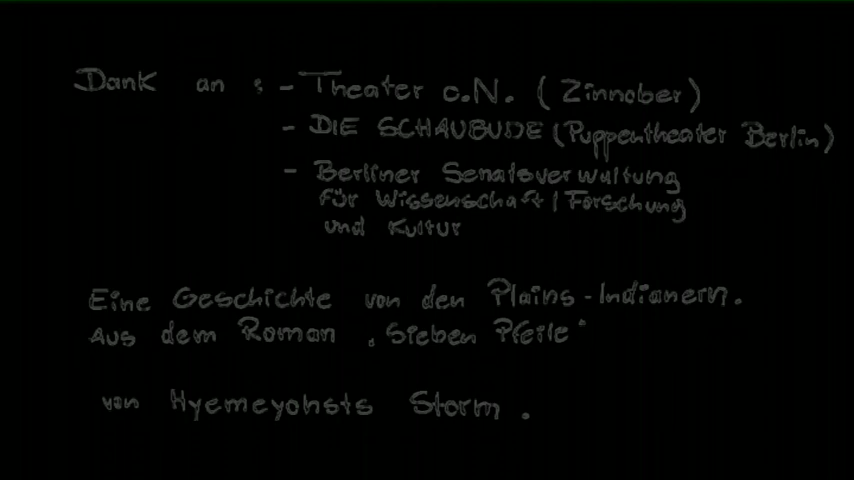 Dank an : - Theater o.N. ( Zinnober )
- DIE SCHAUBUDE ( Puppentheater Berlin )
- Berliner Senatsverwaltung
für Wissenschaft / Forschung
und Kultur
Eine Geschichte von den Plains - Indianern.
Aus dem Roman „Sieben Pfeile“
von Hyemeyohsts Storm.